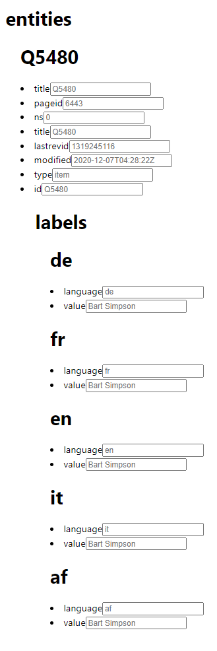 entities
Q5480
title Q5480
pageid 6443
ns 0
title Q5480
lastrevid 1319245116
modified 2020-12-07T04:28:22Z
type item
id Q5480
labels
de
language de
value Bart Simpson
fr
language fr
value Bart Simpson
en
language en
value Bart Simpson
it
language it
value Bart Simpson
af
language af
value Bart Simpson